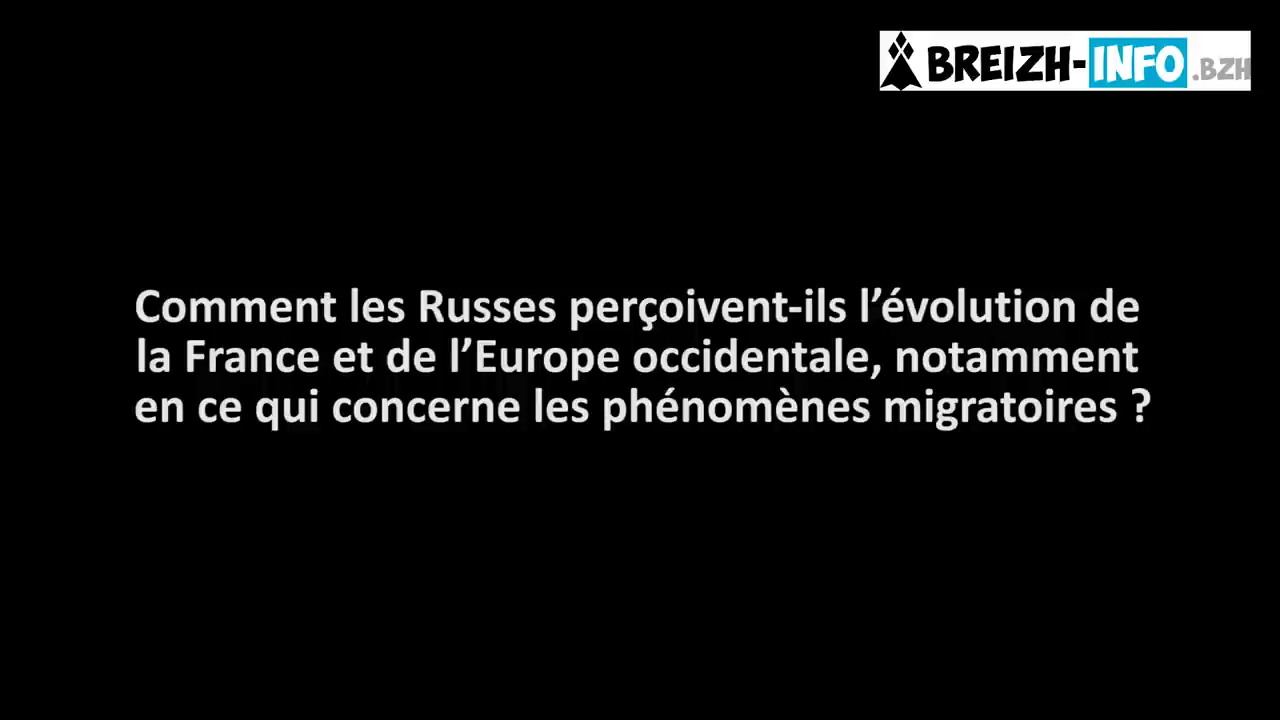 BREIZH-INFO.BZH
Comment les Russes perçoivent-ils l’évolution de
la France et de l’Europe occidentale, notamment
en ce qui concerne les phénomènes migratoires ?